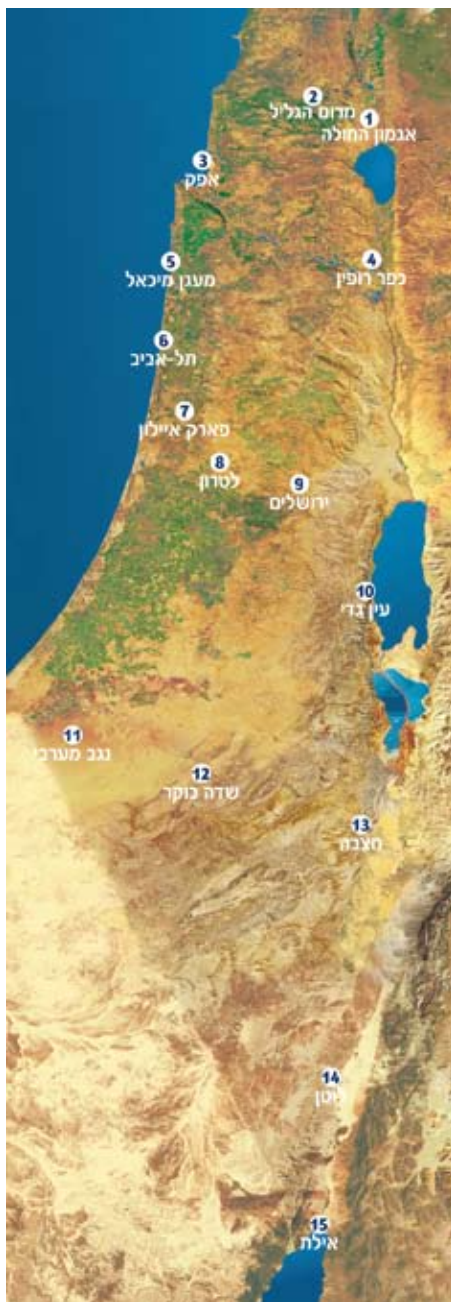 2
מרום הגליל
1
אגמון החולה
3
אפק
4
כפר רופין
5
מעגן מיכאל
6
תל-אביב
7
פארק איילון
8
לטרון
9
ירושלים
10
עין גדי
11
נגב מערבי
12
שדה בוקר
13
חצבה
14
לוטן
15
אילת